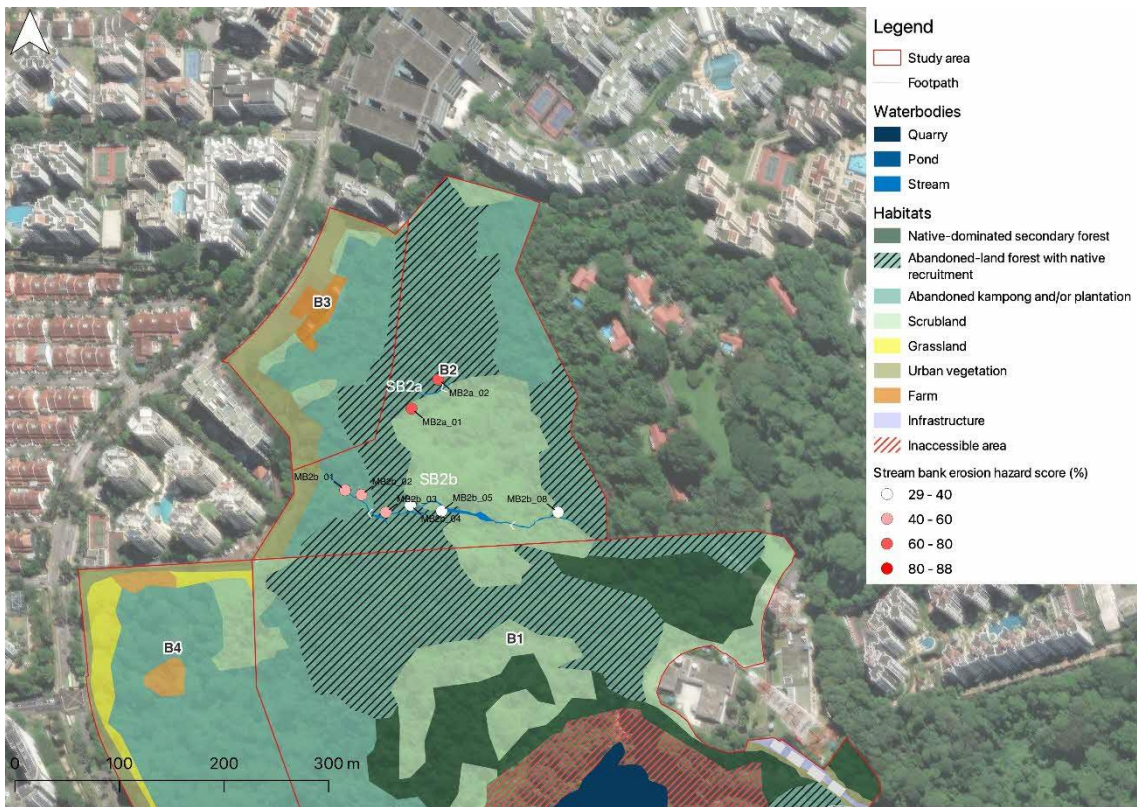 B3
B2
SB2a
MB2a_02
MB2a_01
SB2b
MB2b_01
MB2b_02
MB2b_03
MB2b_05
MB2b_08
MB2b_04
B4
B1
0 100 200 300 m
Legend
Study area
Footpath
Waterbodies
Quarry
Pond
Stream
Habitats
Native-dominated secondary forest
Abandoned-land forest with native
recruitment
Abandoned kampong and/or plantation
Scrubland
Grassland
Urban vegetation
Farm
Infrastructure
Inaccessible area
Stream bank erosion hazard score (%)
29 - 40
40 - 60
60 - 80
80 - 88